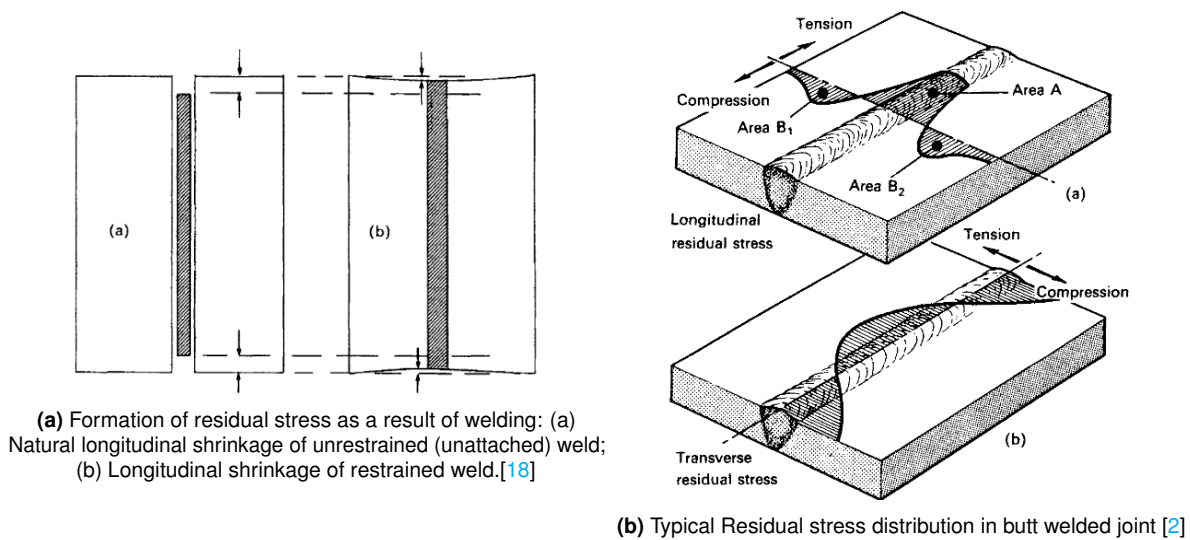 (a)
(b)
(a) Formation of residual stress as a result of welding: (a)
Natural longitudinal shrinkage of unrestrained (unattached) weld;
(b) Longitudinal shrinkage of restrained weld.[18]
Tension
Compression
Area A
Area B1
Area B2
(a)
Longitudinal
residual stress
Tension
Compression
(b)
Transverse
residual stress
(b) Typical Residual stress distribution in butt welded joint [2]